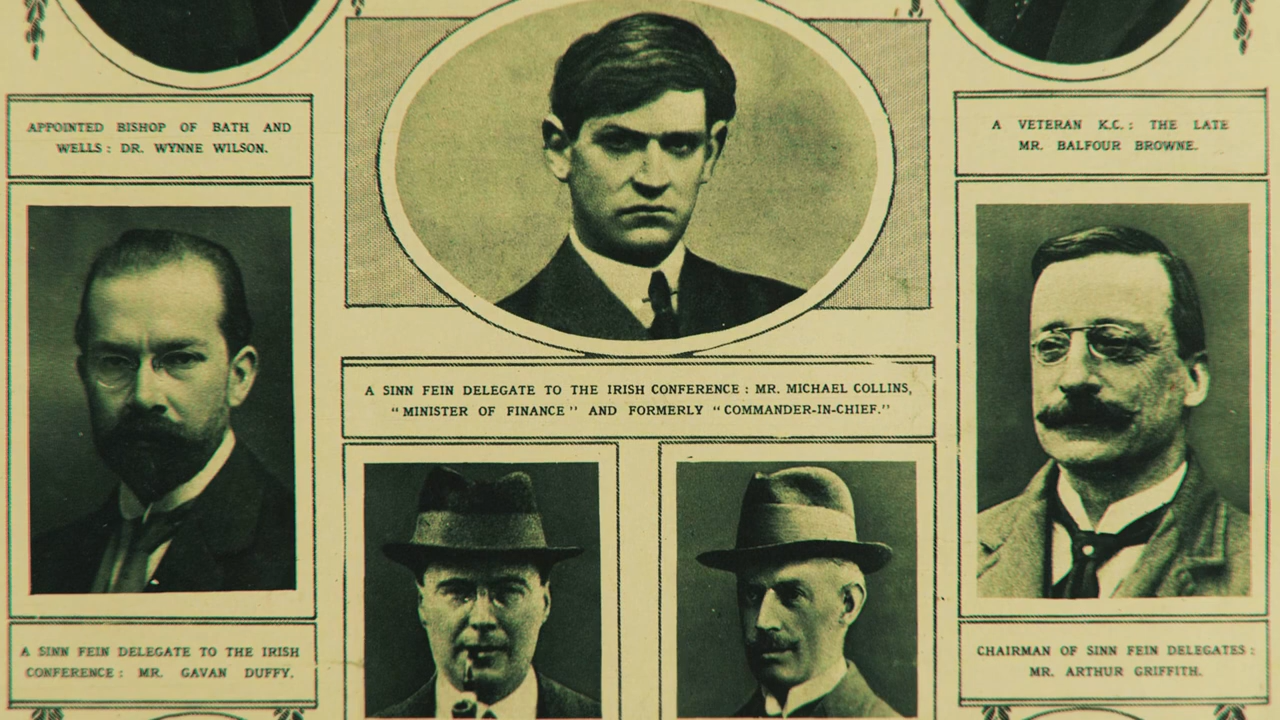 APPOINTED BISHOP OF BATH AND
WELLS: DR. WYNNE WILSON.
A VETERAN K.C.: THE LATE
MR. BALFOUR BROWNE.
A SINN FEIN DELEGATE TO THE IRISH CONFERENCE: MR. MICHAEL COLLINS,
"MINISTER OF FINANCE" AND FORMERLY "COMMANDER-IN-CHIEF."
A SINN FEIN DELEGATE TO THE IRISH
CONFERENCE: MR. GAVAN DUFFY.
CHAIRMAN OF SINN FEIN DELEGATES:
MR. ARTHUR GRIFFITH.